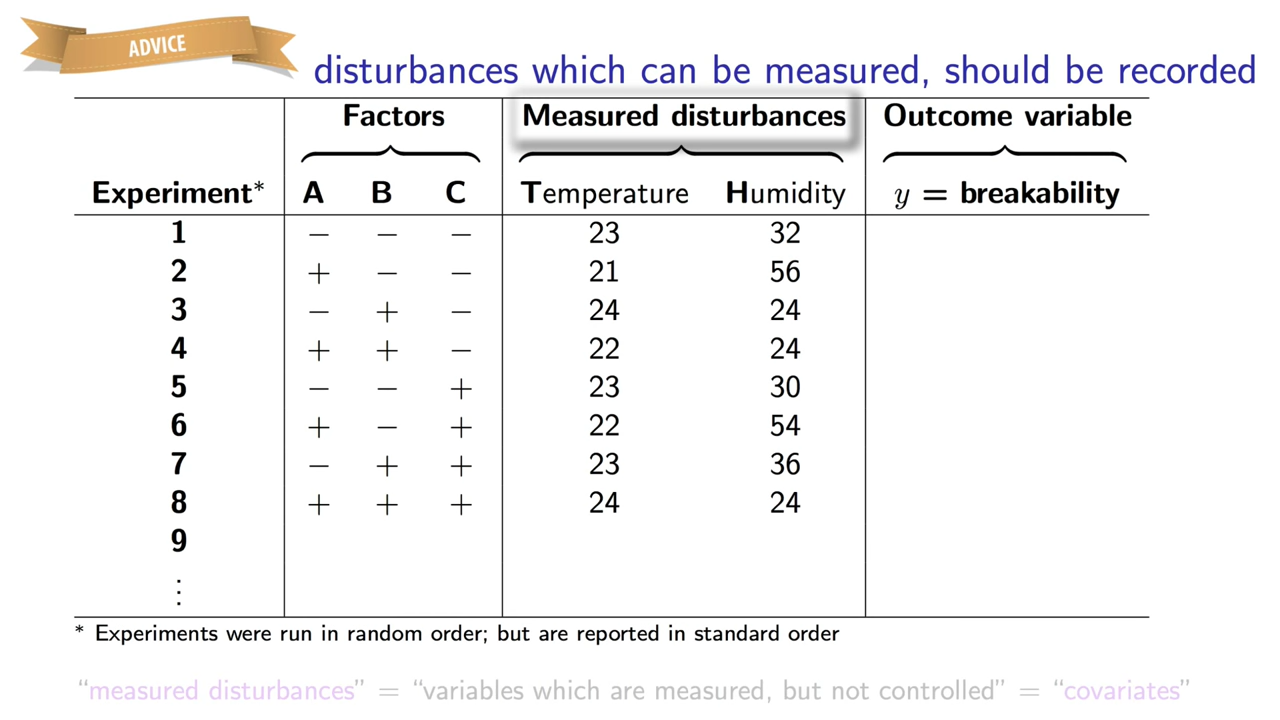 ADVICE
disturbances which can be measured, should be recorded
Factors Measured disturbances Outcome variable
Experiment* A B C Temperature Humidity y = breakability
1 − − − 23 32
2 + − − 21 56
3 − + − 24 24
4 + + − 22 24
5 − − + 23 30
6 + − + 22 54
7 − + + 23 36
8 + + + 24 24
9
⋮
* Experiments were run in random order; but are reported in standard order
“measured disturbances” = “variables which are measured, but not controlled” = “covariates”